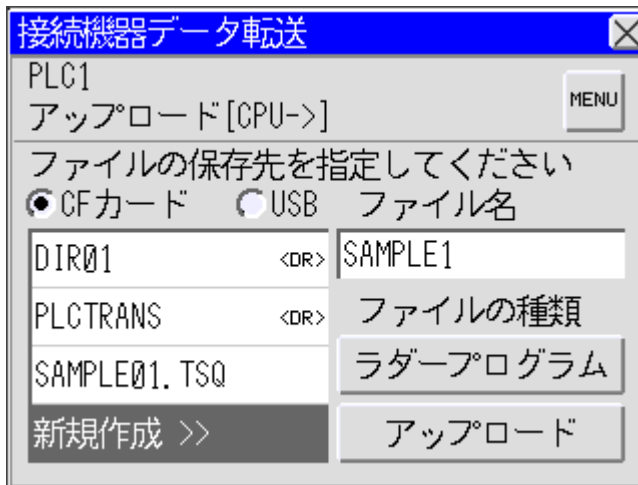 接続機器データ転送
PLC1
アップロード[CPU->]
MENU
ファイルの保存先を指定してください
CFカード USB ファイル名
DIR01 <DR> SAMPLE1
PLCTRANS <DR> ファイルの種類
SAMPLE01.TSQ ラダープログラム
新規作成 >> アップロード